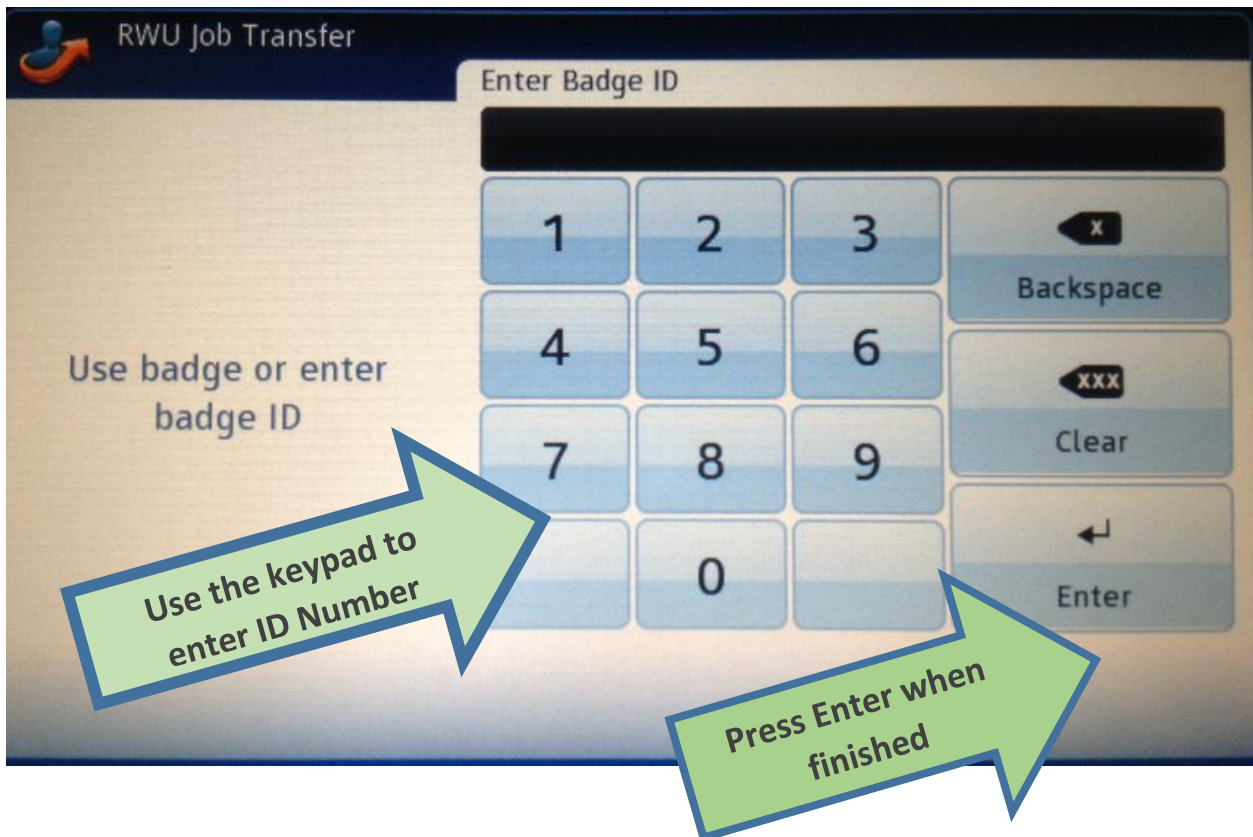 RWU Job Transfer
Enter Badge ID
1 2 3
X
Backspace
4 5 6
XXX
Clear
Use badge or enter
badge ID
7 8 9
0
Enter
Use the keypad to
enter ID Number
Press Enter when
finished